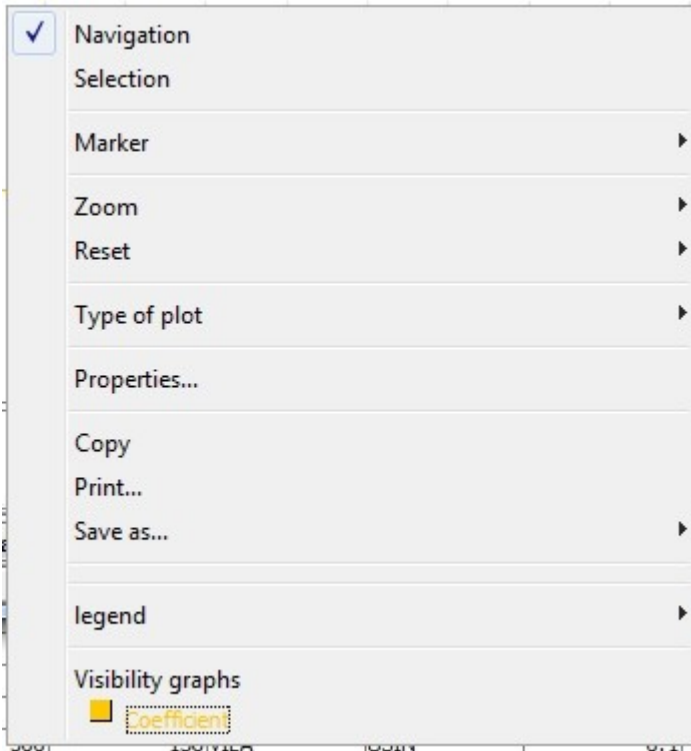 Navigation
Selection
Marker
Zoom
Reset
Type of plot
Properties...
Copy
Print...
Save as...
legend
Visibility graphs
Coefficient